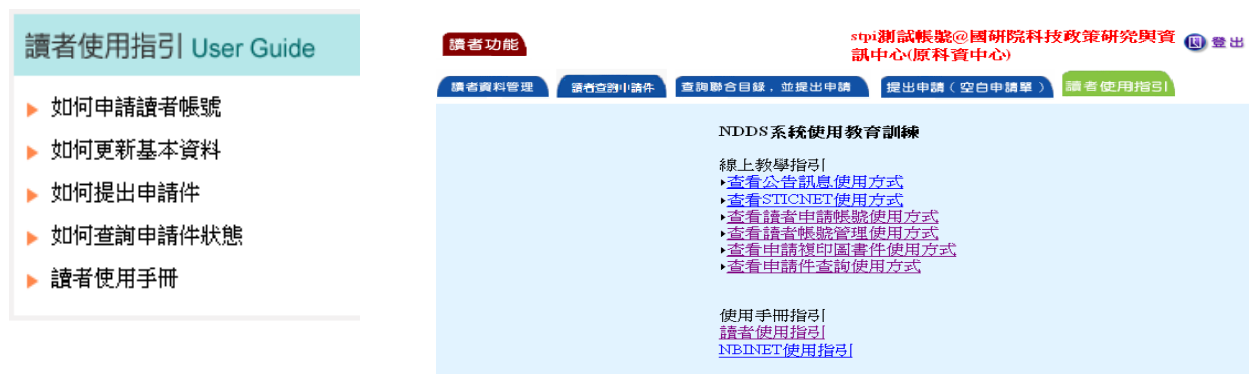 讀者使用指引 User Guide
如何申請讀者帳號
如何更新基本資料
如何提出申請件
如何查詢申請件狀態
讀者使用手冊
讀者功能
stpi測試帳號@國研院科技政策研究與資
訊中心(原科資中心)
登出
讀者資料管理
讀者查詢申請件
查詢聯合目錄，並提出申請
提出申請（空白申請單）
讀者使用指引
NDDS系統使用教育訓練
線上教學指引
查看公告訊息使用方式
查看STICNET使用方式
查看讀者申請帳號使用方式
查看讀者帳號管理使用方式
查看申請複印圖書件使用方式
查看申請件查詢使用方式
使用手冊指引
讀者使用指引
NBINET使用指引